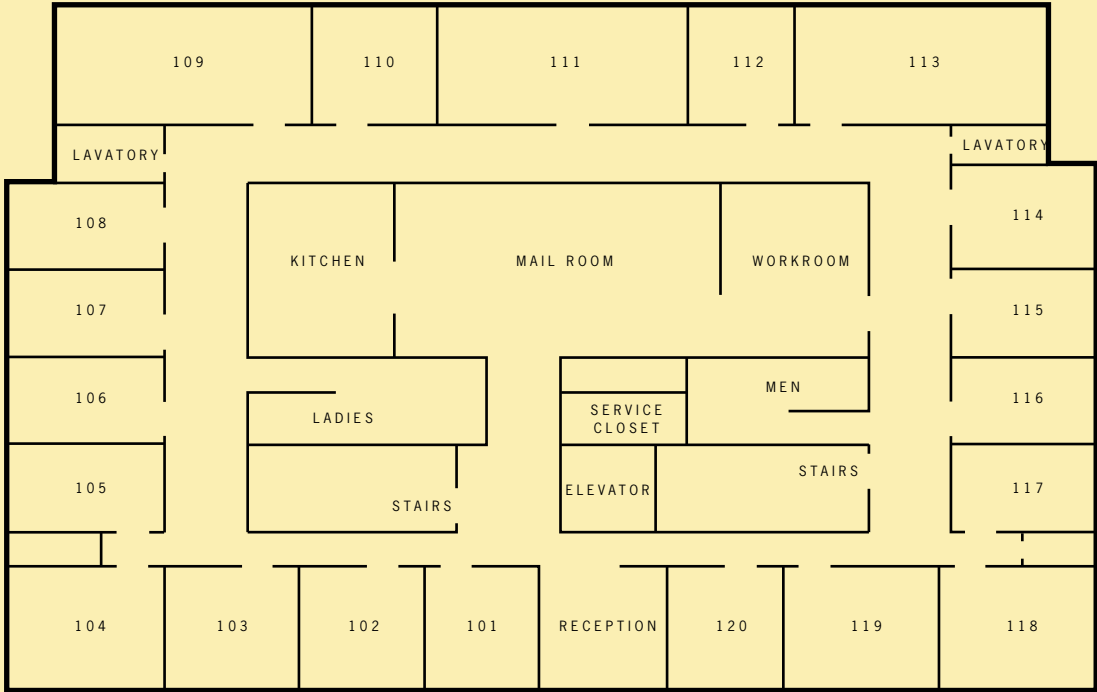 109
110
111
112
113
LAVATORY
LAVATORY
108
114
KITCHEN
MAIL ROOM
WORKROOM
107
115
106
LADIES
SERVICE
CLOSET
MEN
116
105
STAIRS
ELEVATOR
STAIRS
117
104
103
102
101
RECEPTION
120
119
118